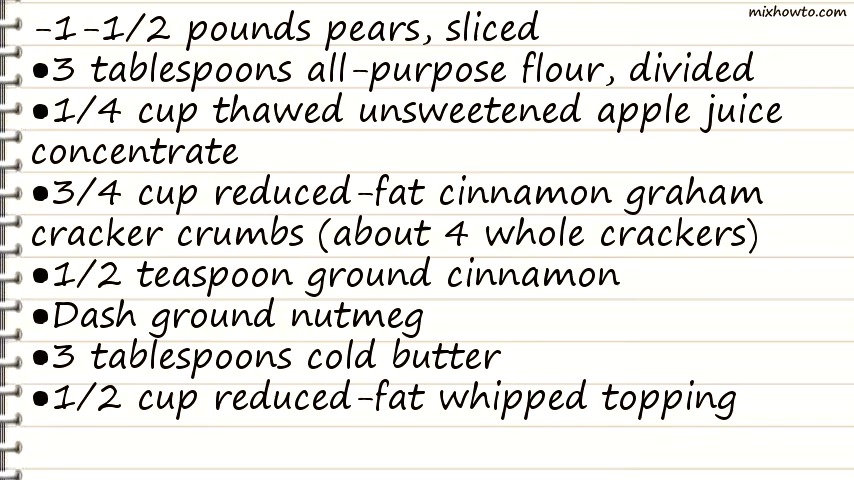 mixhowto.com
-1-1/2 pounds pears, sliced
●3 tablespoons all-purpose flour, divided
●1/4 cup thawed unsweetened apple juice
concentrate
●3/4 cup reduced-fat cinnamon graham
cracker crumbs (about 4 whole crackers)
●1/2 teaspoon ground cinnamon
●Dash ground nutmeg
●3 tablespoons cold butter
●1/2 cup reduced-fat whipped topping